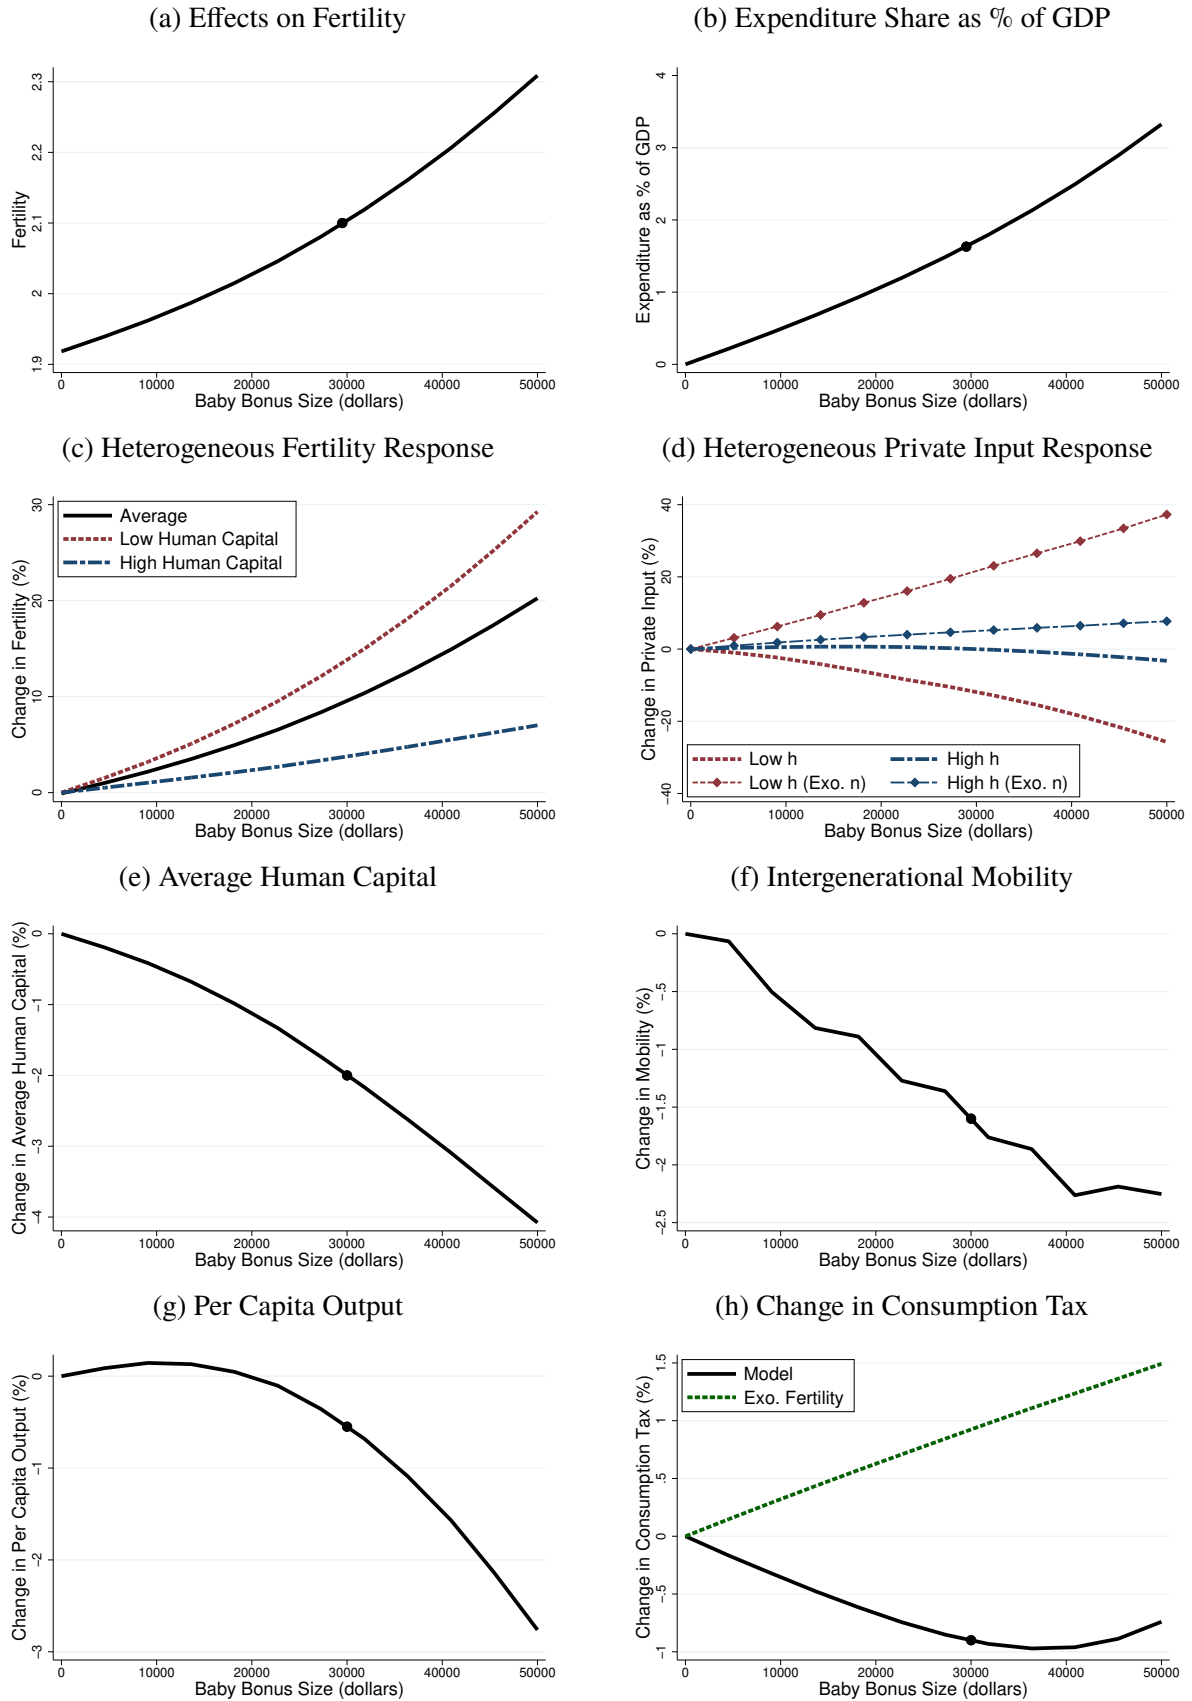 (a) Effects on Fertility
Fertility
2.3
2.2
2.1
2
1.9
0 10000 20000 30000 40000 50000
Baby Bonus Size (dollars)
(b) Expenditure Share as % of GDP
Expenditure as % of GDP
4
3
2
1
0
0 10000 20000 30000 40000 50000
Baby Bonus Size (dollars)
(c) Heterogeneous Fertility Response
Change in Fertility (%)
30
20
10
0
Average
Low Human Capital
High Human Capital
0 10000 20000 30000 40000 50000
Baby Bonus Size (dollars)
(d) Heterogeneous Private Input Response
Change in Private Input (%)
40
20
0
-20
-40
Low h High h
Low h (Exo. n) High h (Exo. n)
0 10000 20000 30000 40000 50000
Baby Bonus Size (dollars)
(e) Average Human Capital
Change in Average Human Capital (%)
0
-1
-2
-3
-4
0 10000 20000 30000 40000 50000
Baby Bonus Size (dollars)
(f) Intergenerational Mobility
Change in Mobility (%)
0
-.5
-1
-1.5
-2
-2.5
0 10000 20000 30000 40000 50000
Baby Bonus Size (dollars)
(g) Per Capita Output
Change in Per Capita Output (%)
0
-1
-2
-3
0 10000 20000 30000 40000 50000
Baby Bonus Size (dollars)
(h) Change in Consumption Tax
Change in Consumption Tax (%)
1.5
1
.5
0
-.5
-1
Model
Exo. Fertility
0 10000 20000 30000 40000 50000
Baby Bonus Size (dollars)